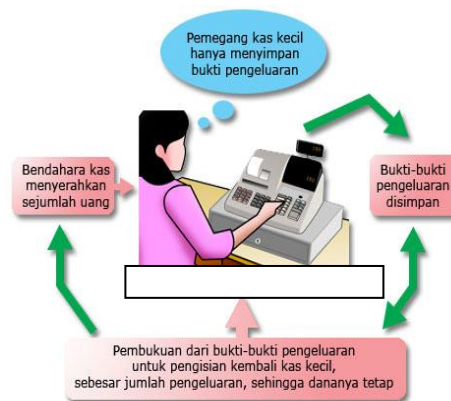 Pemegang kas kecil
hanya menyimpan
bukti pengeluaran
Bendahara kas
menyerahkan
sejumlah uang
Bukti-bukti
pengeluaran
disimpan
Pembukuan dari bukti-bukti pengeluaran
untuk pengisian kembali kas kecil,
sebesar jumlah pengeluaran, sehingga dananya tetap